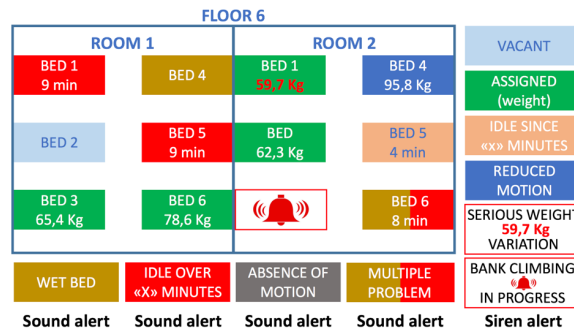 FLOOR 6
ROOM 1
BED 1
9 min
BED 4
BED 2
BED 5
9 min
BED 3
65,4 Kg
BED 6
78,6 Kg
ROOM 2
BED 1
59,7 Kg
BED 4
95,8 Kg
BED
62,3 Kg
BED 5
4 min
BED 6
8 min
VACANT
ASSIGNED
(weight)
IDLE SINCE
«x» MINUTES
REDUCED
MOTION
SERIOUS WEIGHT
59,7 Kg
VARIATION
BANK CLIMBING
IN PROGRESS
Siren alert
WET BED
Sound alert
IDLE OVER
«X» MINUTES
Sound alert
ABSENCE OF
MOTION
Sound alert
MULTIPLE
PROBLEM
Sound alert